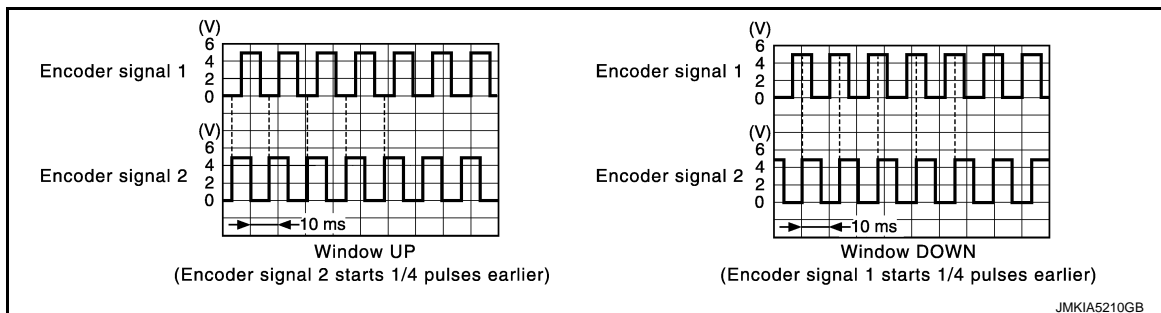 (V)
6
4
2
0
Encoder signal 1
(V)
6
4
2
0
Encoder signal 2
10 ms
Window UP
(Encoder signal 2 starts 1/4 pulses earlier)
(V)
6
4
2
0
Encoder signal 1
(V)
6
4
2
0
Encoder signal 2
10 ms
Window DOWN
(Encoder signal 1 starts 1/4 pulses earlier)
JMKIA5210GB